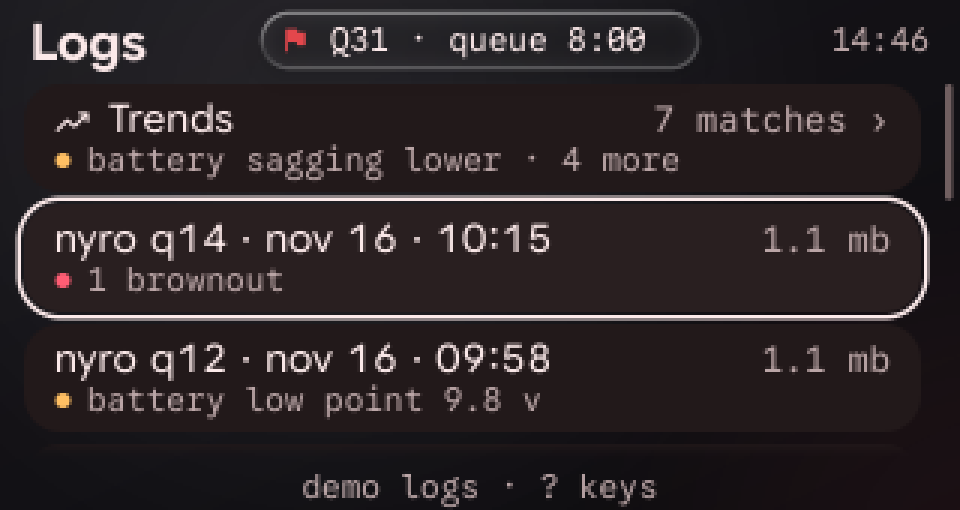 Logs
Q31 · queue 8:00
14:46
Trends
7 matches ›
battery sagging lower · 4 more
nyro q14 · nov 16 · 10:15
1.1 mb
1 brownout
nyro q12 · nov 16 · 09:58
1.1 mb
battery low point 9.8 v
demo logs · ? keys